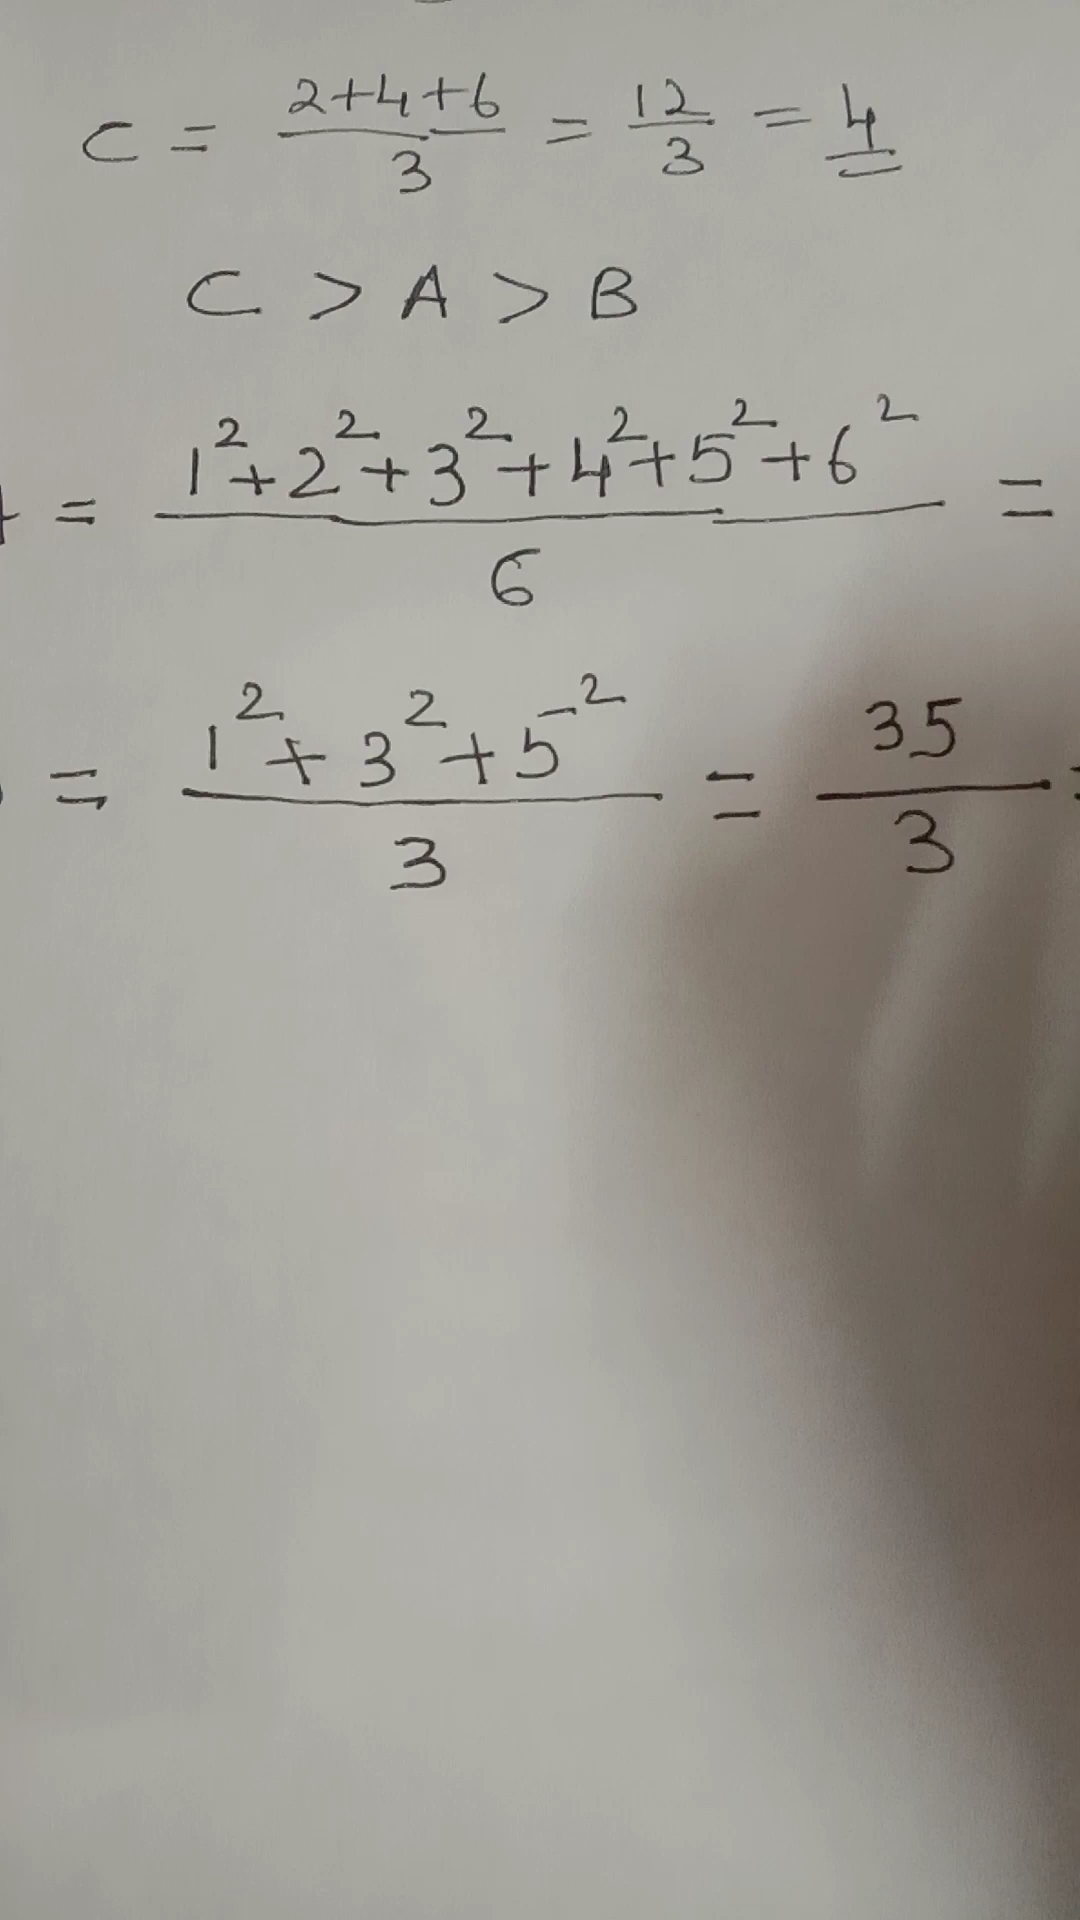 C = (2+4+6)/3 = 12/3 = 4
C > A > B
= (1²+2²+3²+4²+5²+6²)/6 =
= (1²+3²+5²)/3 = 35/3